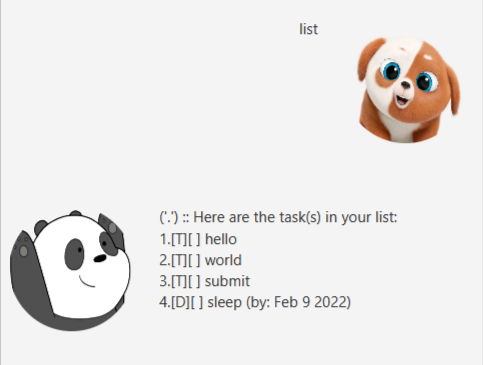 list
('.') :: Here are the task(s) in your list:
1.[T][ ] hello
2.[T][ ] world
3.[T][ ] submit
4.[D][ ] sleep (by: Feb 9 2022)